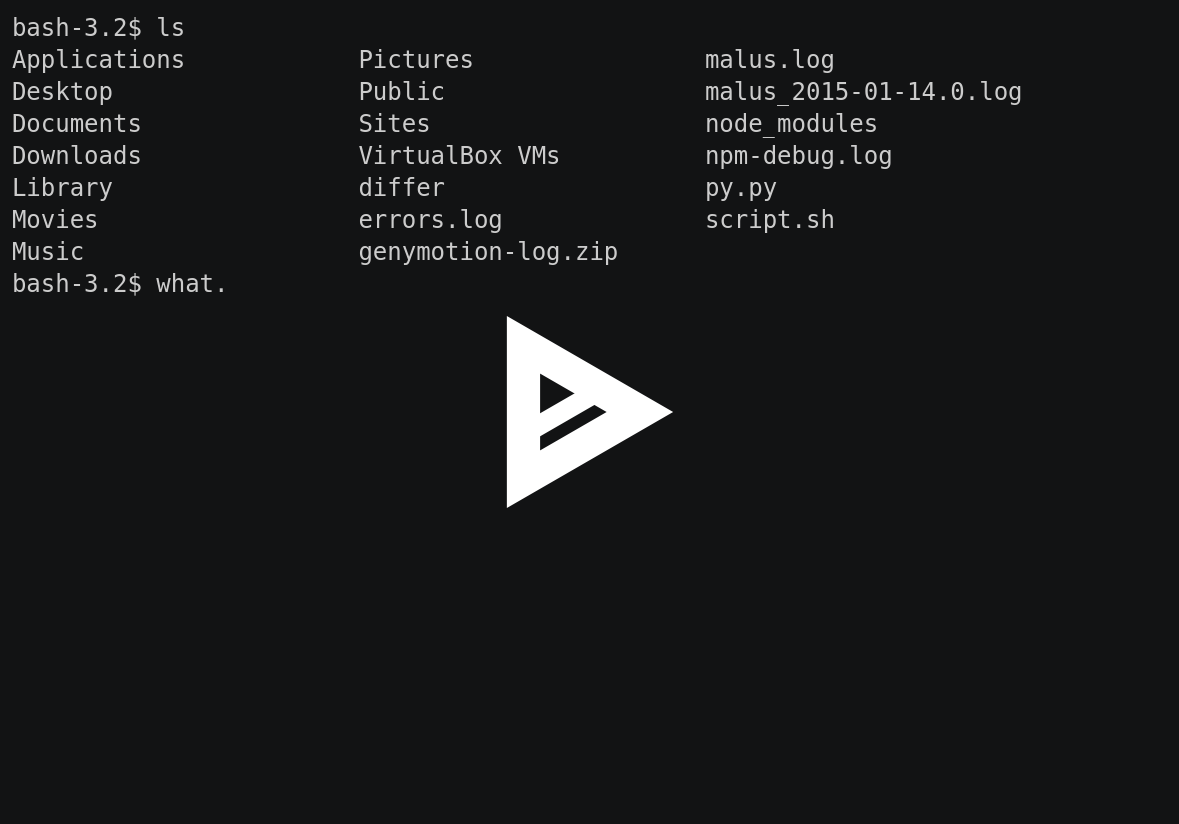 bash-3.2$ ls
Applications Pictures malus.log
Desktop Public malus_2015-01-14.0.log
Documents Sites node_modules
Downloads VirtualBox VMs npm-debug.log
Library differ py.py
Movies errors.log script.sh
Music genymotion-log.zip
bash-3.2$ what.